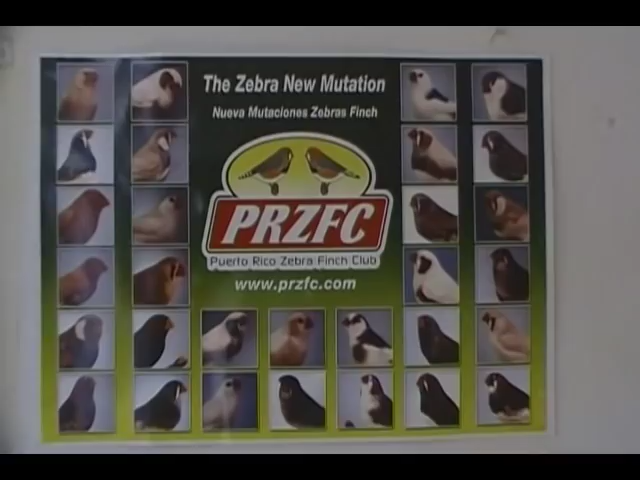 The Zebra New Mutation
Nueva Mutaciones Zebras Finch
PRZFC
Puerto Rico Zebra Finch Club
www.przfc.com